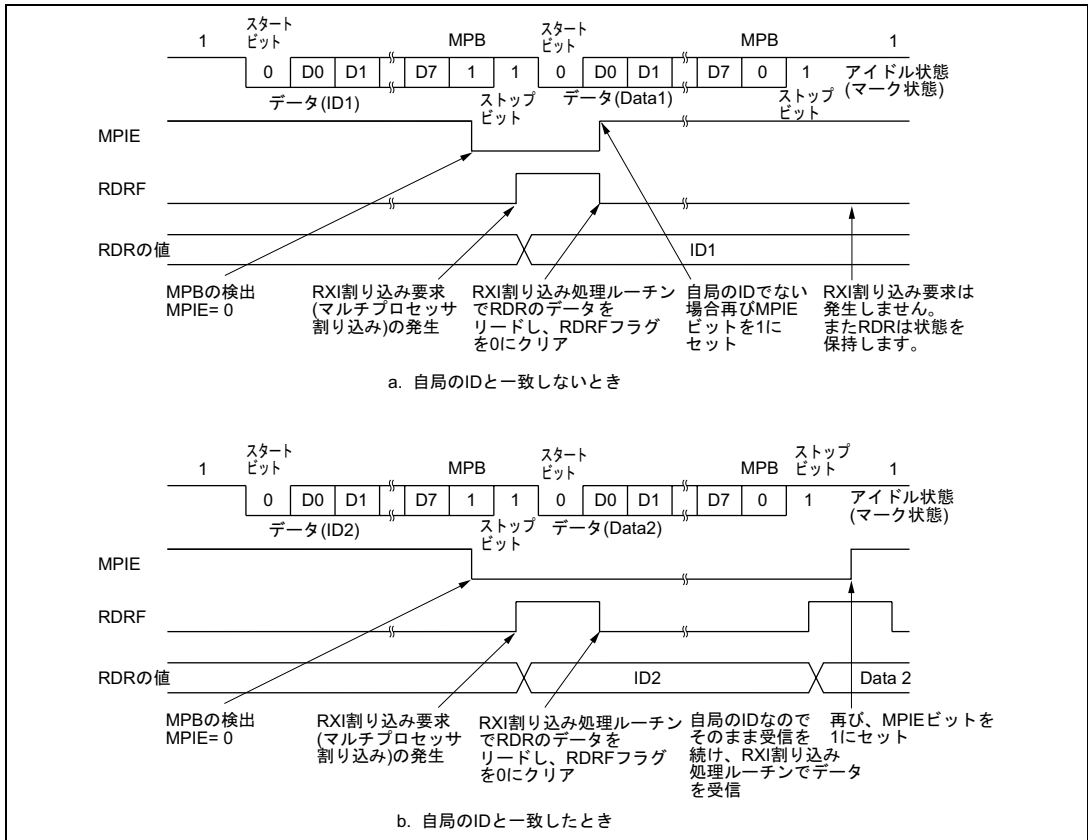 スタート
ビット
スタート
ビット
1 MPB MPB 1
0 D0 D1 D7 1 1 0 D0 D1 D7 0 1 アイドル状態
(マーク状態)
データ(ID1) ストップ
ビット
データ(Data1) ストップ
ビット
MPIE
RDRF
RDRの値 ID1
MPBの検出
MPIE= 0
RXI割り込み要求
(マルチプロセッサ
割り込み)の発生
RXI割り込み処理ルーチン
でRDRのデータを
リードし、RDRFフラグ
を0にクリア
自局のIDでない
場合再びMPIE
ビットを1に
セット
RXI割り込み要求は
発生しません。
またRDRは状態を
保持します。
a. 自局のIDと一致しないとき
スタート
ビット
スタート
ビット
ストップ
ビット
1 MPB MPB 1
0 D0 D1 D7 1 1 0 D0 D1 D7 0 1 アイドル状態
(マーク状態)
データ(ID2) ストップ
ビット
データ(Data2)
MPIE
RDRF
RDRの値 ID2 Data 2
MPBの検出
MPIE= 0
RXI割り込み要求
(マルチプロセッサ
割り込み)の発生
RXI割り込み処理ルーチン
でRDRのデータを
リードし、RDRFフラグ
を0にクリア
自局のIDなので
そのまま受信を
続け、RXI割り込み
処理ルーチンでデータ
を受信
再び、MPIEビットを
1にセット
b. 自局のIDと一致したとき